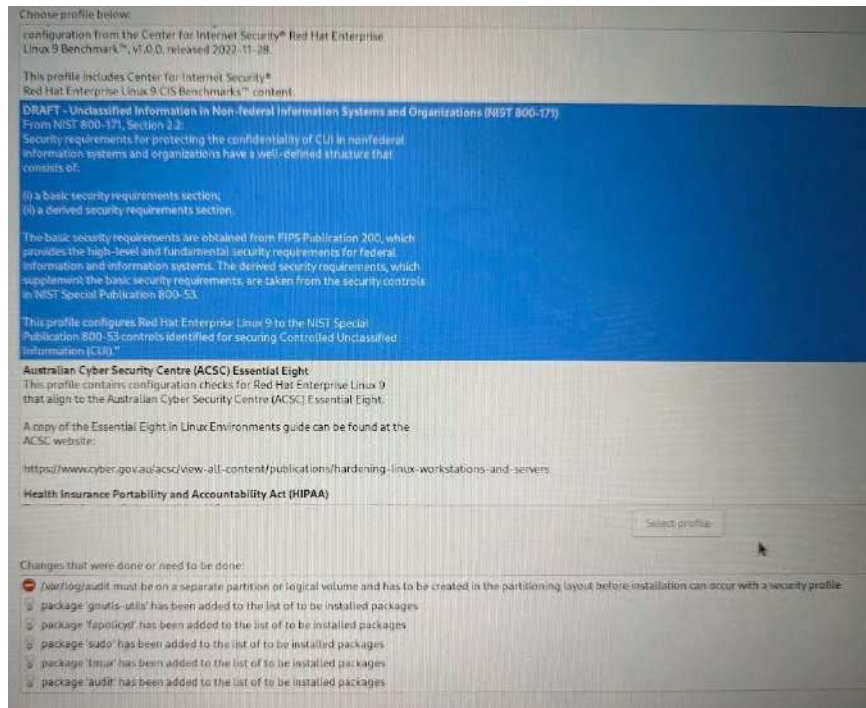 Choose profile below:
configuration from the Center for Internet Security® Red Hat Enterprise
Linux 9 Benchmark™, v1.0.0, released 2022-11-28.
This profile includes Center for Internet Security®
Red Hat Enterprise Linux 9 CIS Benchmarks™ content.
DRAFT - Unclassified Information in Non-federal Information Systems and Organizations (NIST 800-171)
From NIST 800-171, Section 2.2:
Security requirements for protecting the confidentiality of CUI in nonfederal
information systems and organizations have a well-defined structure that
consists of:
(i) a basic security requirements section;
(ii) a derived security requirements section.
The basic security requirements are obtained from FIPS Publication 200, which
provides the high-level and fundamental security requirements for federal
information and information systems. The derived security requirements, which
supplement the basic security requirements, are taken from the security controls
in NIST Special Publication 800-53.
This profile configures Red Hat Enterprise Linux 9 to the NIST Special
Publication 800-53 controls identified for securing Controlled Unclassified
Information (CUI)."
Australian Cyber Security Centre (ACSC) Essential Eight
This profile contains configuration checks for Red Hat Enterprise Linux 9
that align to the Australian Cyber Security Centre (ACSC) Essential Eight.
A copy of the Essential Eight in Linux Environments guide can be found at the
ACSC website:
https://www.cyber.gov.au/acsc/view-all-content/publications/hardening-linux-workstations-and-servers
Health Insurance Portability and Accountability Act (HIPAA)
Select profile
Changes that were done or need to be done:
/var/log/audit must be on a separate partition or logical volume and has to be created in the partitioning layout before installation can occur with a security profile
package 'gnutls-utils' has been added to the list of to be installed packages
package 'fapolicyd' has been added to the list of to be installed packages
package 'sudo' has been added to the list of to be installed packages
package 'tmux' has been added to the list of to be installed packages
package 'audit' has been added to the list of to be installed packages